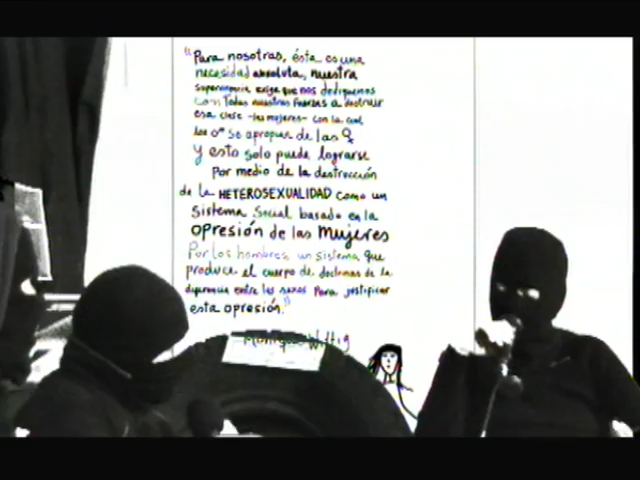 "Para nosotras, ésta es una
necesidad absoluta, nuestra
supervivencia exige que nos dediquemos
con todas nuestras fuerzas a destruir
esa clase -las mujeres- con la cual
los ♂ se apropian de las ♀
y esto solo puede lograrse
por medio de la destrucción
de la HETEROSEXUALIDAD como un
sistema social basado en la
opresión de las Mujeres
Por los hombres, un sistema que
produce el cuerpo de doctrinas de la
diferencia entre los sexos para justificar
esta opresión."
Monique Wittig